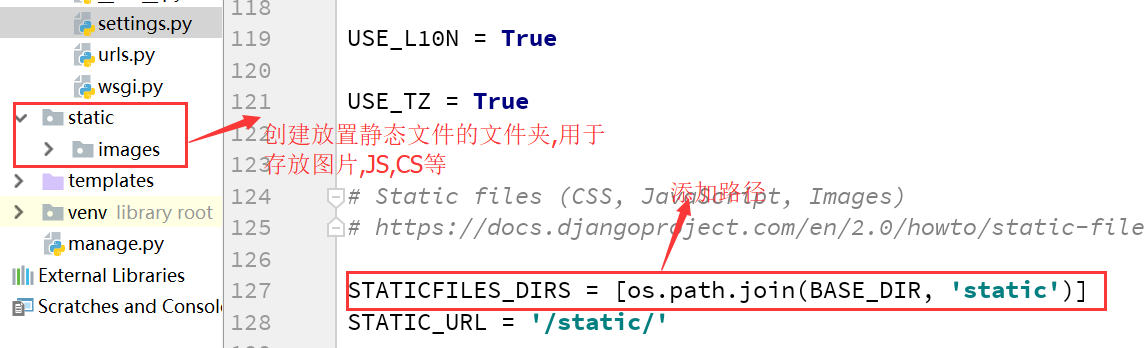 settings.py
urls.py
wsgi.py
static
images
templates
venv library root
manage.py
External Libraries
Scratches and Consol
118
119 USE_L10N = True
120
121 USE_TZ = True
122
创建放置静态文件的文件夹,用于
123
存放图片,JS,CS等
添加路径
124 # Static files (CSS, JavaScript, Images)
125 # https://docs.djangoproject.com/en/2.0/howto/static-file
126
127 STATICFILES_DIRS = [os.path.join(BASE_DIR, 'static')]
128 STATIC_URL = '/static/'